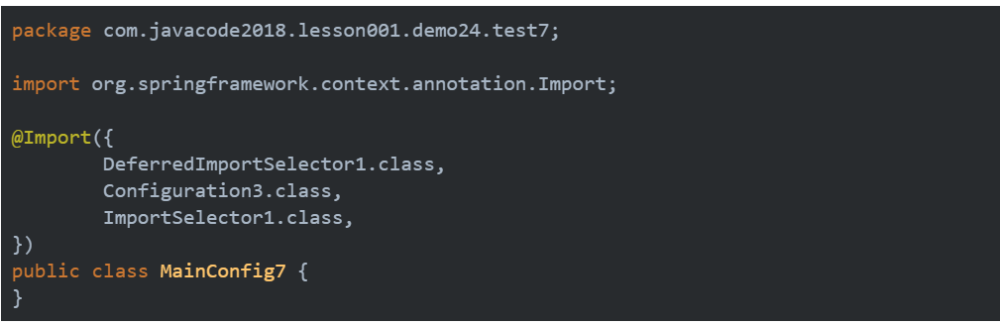 package com.javacode2018.lesson001.demo24.test7;
import org.springframework.context.annotation.Import;
@Import({
        DeferredImportSelector1.class,
        Configuration3.class,
        ImportSelector1.class,
})
public class MainConfig7 {
}